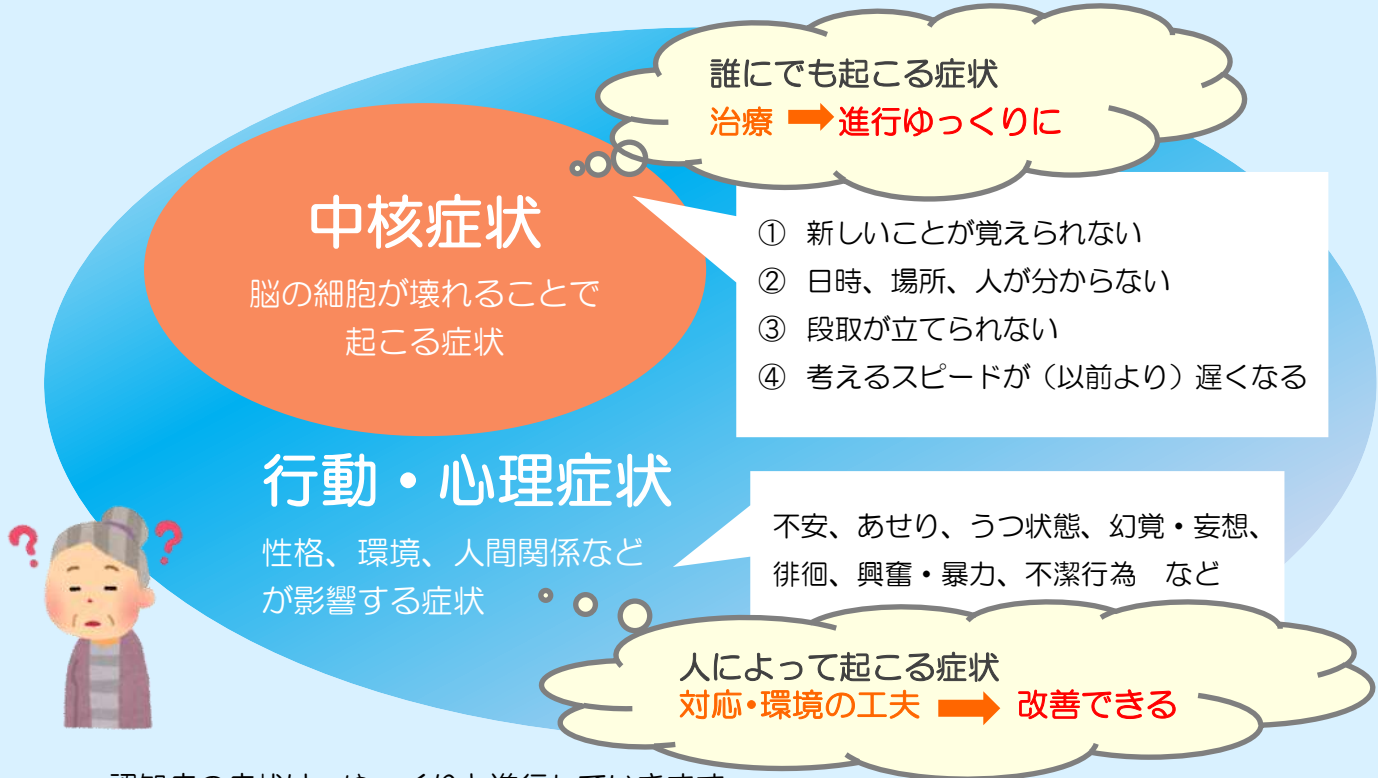 誰にでも起こる症状
治療 ➡ 進行ゆっくりに
中核症状
脳の細胞が壊れることで
起こる症状
① 新しいことが覚えられない
② 日時、場所、人が分からない
③ 段取が立てられない
④ 考えるスピードが（以前より）遅くなる
行動・心理症状
性格、環境、人間関係など
が影響する症状
不安、あせり、うつ状態、幻覚・妄想、
徘徊、興奮・暴力、不潔行為　など
? ?
人によって起こる症状
対応・環境の工夫 ➡ 改善できる